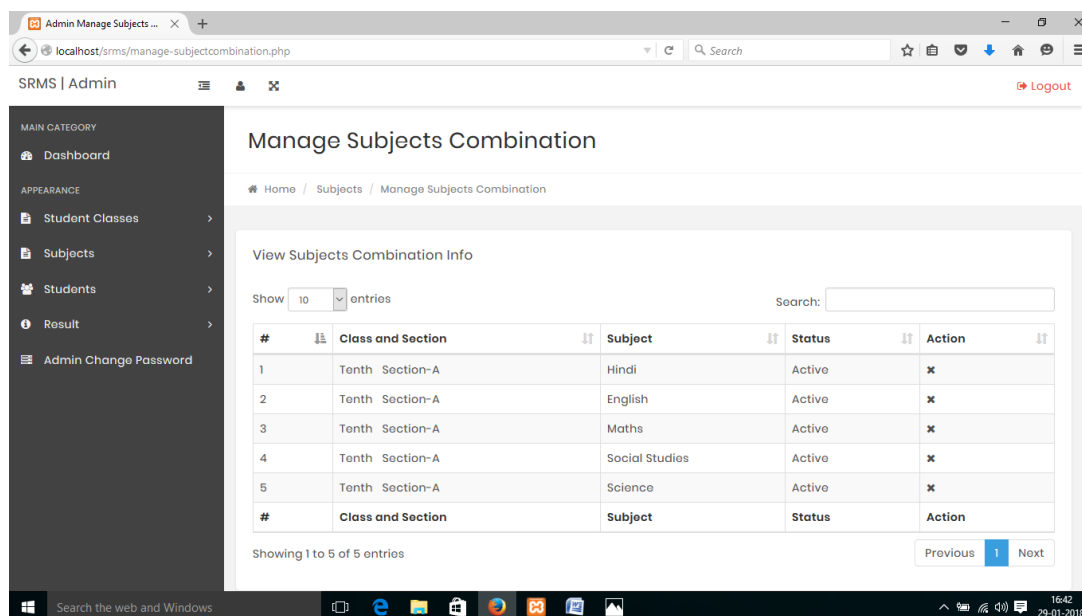 Admin Manage Subjects ...
localhost/srms/manage-subjectcombination.php
Search
SRMS | Admin
Logout
MAIN CATEGORY
Dashboard
APPEARANCE
Student Classes
Subjects
Students
Result
Admin Change Password
Manage Subjects Combination
Home / Subjects / Manage Subjects Combination
View Subjects Combination Info
Show 10 entries Search:
# Class and Section Subject Status Action
1 Tenth Section-A Hindi Active
2 Tenth Section-A English Active
3 Tenth Section-A Maths Active
4 Tenth Section-A Social Studies Active
5 Tenth Section-A Science Active
# Class and Section Subject Status Action
Showing 1 to 5 of 5 entries Previous 1 Next
Search the web and Windows
16:42
29-01-2018